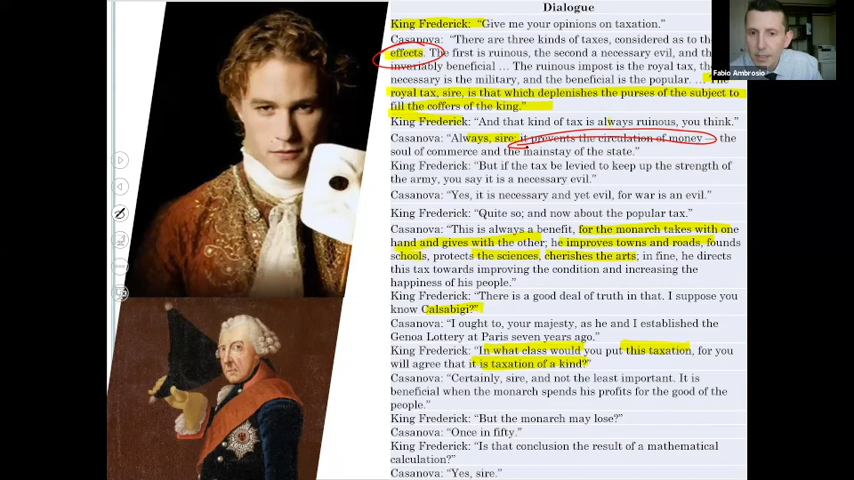 Dialogue
King Frederick: “Give me your opinions on taxation.”
Casanova: “There are three kinds of taxes, considered as to the
effects. The first is ruinous, the second a necessary evil, and
invariably beneficial … The ruinous impost is the royal tax,
necessary is the military, and the beneficial is the popular. …
royal tax, sire, is that which deplenishes the purses of the subject to
fill the coffers of the king.”
King Frederick: “And that kind of tax is always ruinous, you think.”
Casanova: “Always, sire; it prevents the circulation of money — the
soul of commerce and the mainstay of the state.”
King Frederick: “But if the tax be levied to keep up the strength of
the army, you say it is a necessary evil.”
Casanova: “Yes, it is necessary and yet evil, for war is an evil.”
King Frederick: “Quite so; and now about the popular tax.”
Casanova: “This is always a benefit, for the monarch takes with one
hand and gives with the other; he improves towns and roads, founds
schools, protects the sciences, cherishes the arts; in fine, he directs
this tax towards improving the condition and increasing the
happiness of his people.”
King Frederick: “There is a good deal of truth in that. I suppose you
know Calsabigi?”
Casanova: “I ought to, your majesty, as he and I established the
Genoa Lottery at Paris seven years ago.”
King Frederick: “In what class would you put this taxation, for you
will agree that it is taxation of a kind?”
Casanova: “Certainly, sire, and not the least important. It is
beneficial when the monarch spends his profits for the good of the
people.”
King Frederick: “But the monarch may lose?”
Casanova: “Once in fifty.”
King Frederick: “Is that conclusion the result of a mathematical
calculation?”
Casanova: “Yes, sire.”
Fabio Ambrosio